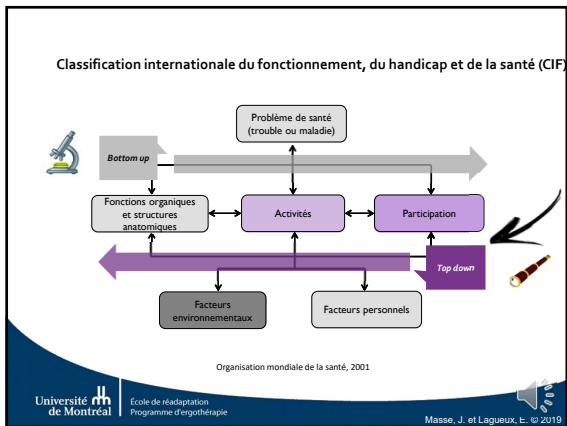 Classification internationale du fonctionnement, du handicap et de la santé (CIF)
Problème de santé
(trouble ou maladie)
Bottom up
Fonctions organiques
et structures
anatomiques
Activités
Participation
Top down
Facteurs
environnementaux
Facteurs personnels
Organisation mondiale de la santé, 2001
Université
de Montréal
École de réadaptation
Programme d'ergothérapie
Masse, J. et Lagueux, E. © 2019